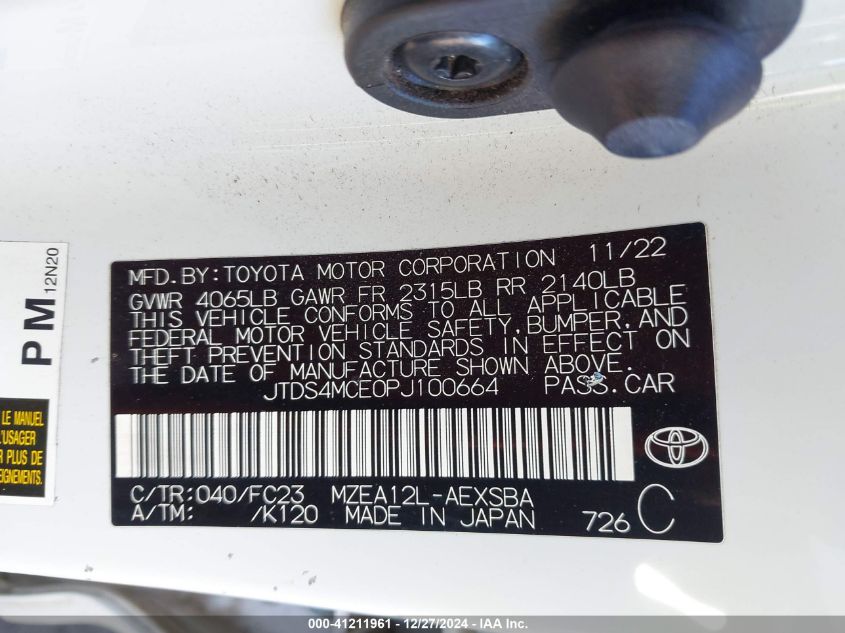 MFD. BY: TOYOTA MOTOR CORPORATION 11/22
GVWR 4065LB GAWR FR 2315LB RR 2140LB
THIS VEHICLE CONFORMS TO ALL APPLICABLE
FEDERAL MOTOR VEHICLE SAFETY, BUMPER, AND
THEFT PREVENTION STANDARDS IN EFFECT ON
THE DATE OF MANUFACTURE SHOWN ABOVE.
JTDS4MCE0PJ100664 PASS. CAR
C/TR: 040/FC23 MZEA12L-AEXSBA
A/TM: /K120 MADE IN JAPAN 726 C
PM 12N20
LE MANUEL
L'USAGER
R PLUS DE
SEIGNEMENTS.
000-41211961 - 12/27/2024 - IAA Inc.